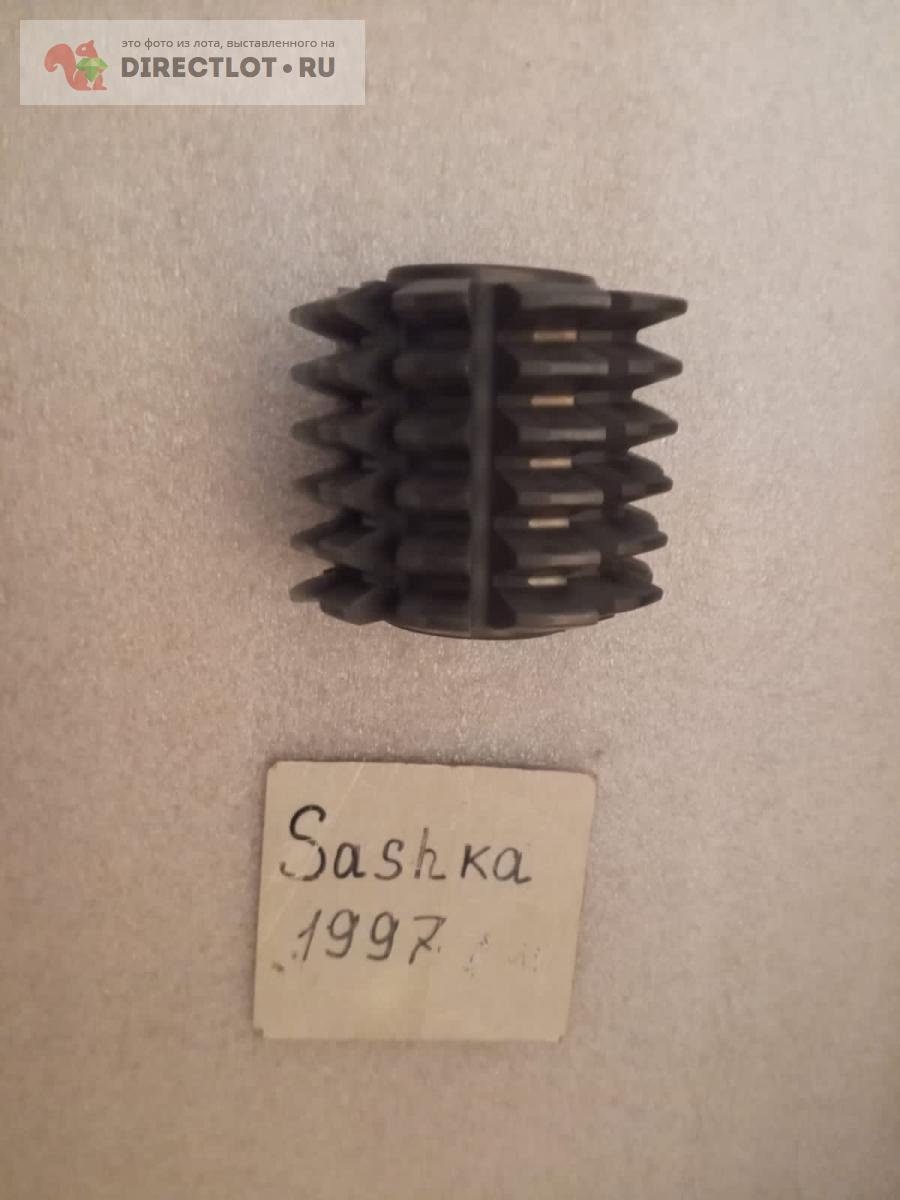 это фото из лота, выставленного на
DIRECTLOT•RU
Sashka
1997